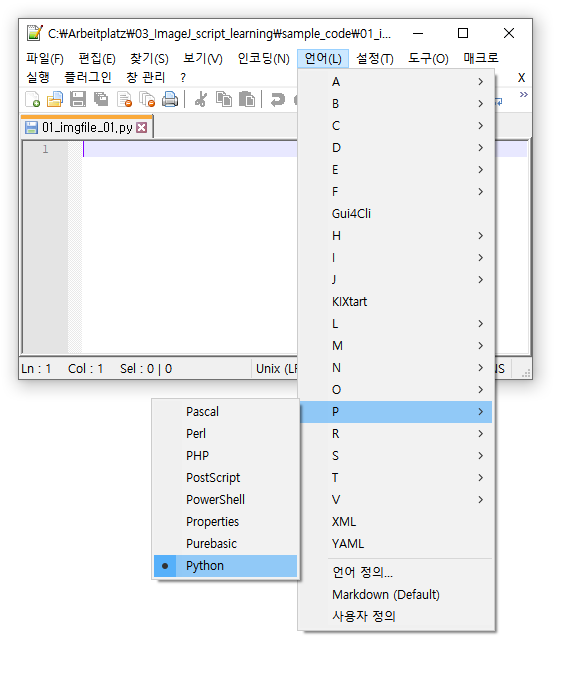 C:₩Arbeitplatz₩03_ImageJ_script_learning₩sample_code₩01_i...
파일(F) 편집(E) 찾기(S) 보기(V) 인코딩(N) 언어(L) 설정(T) 도구(O) 매크로
실행 플러그인 창 관리 ? X
01_imgfile_01.py
1
A
B
C
D
E
F
Gui4Cli
H
I
J
KIXtart
L
M
N
O
P
R
S
T
V
XML
YAML
언어 정의...
Markdown (Default)
사용자 정의
Pascal
Perl
PHP
PostScript
PowerShell
Properties
Purebasic
Python
Ln : 1 Col : 1 Sel : 0 | 0 Unix (LF